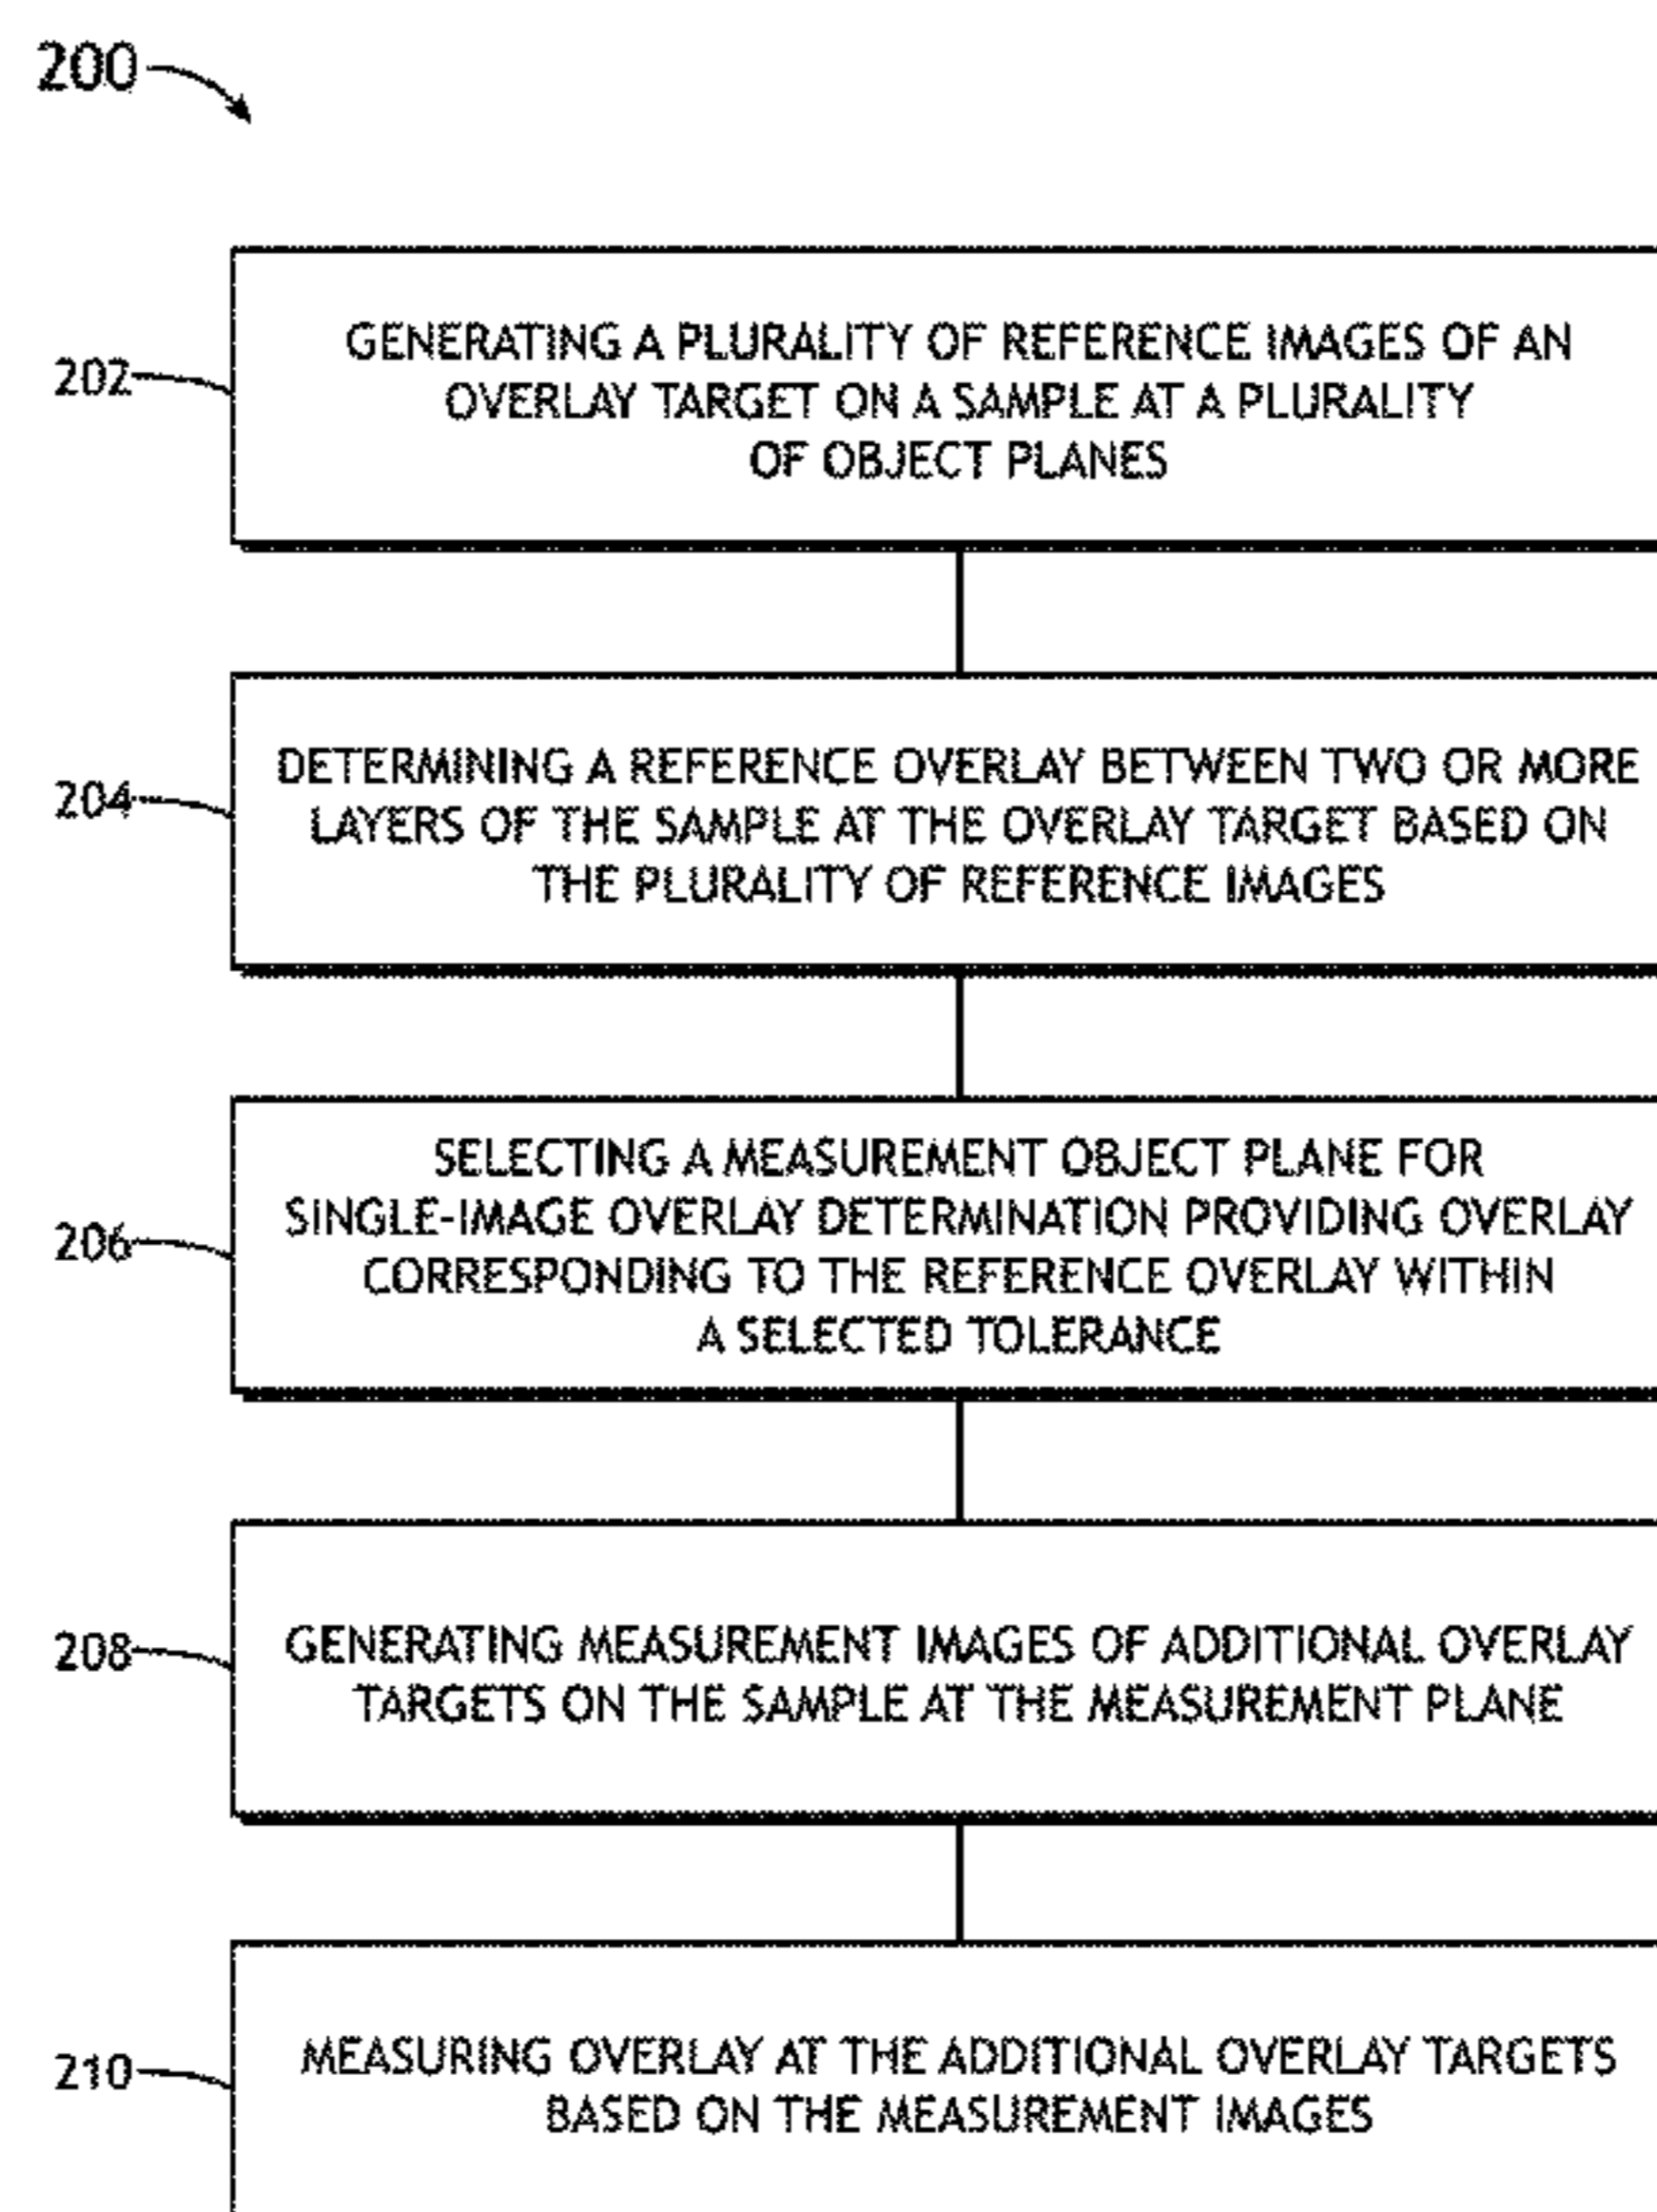 200
202
GENERATING A PLURALITY OF REFERENCE IMAGES OF AN
OVERLAY TARGET ON A SAMPLE AT A PLURALITY
OF OBJECT PLANES
204
DETERMINING A REFERENCE OVERLAY BETWEEN TWO OR MORE
LAYERS OF THE SAMPLE AT THE OVERLAY TARGET BASED ON
THE PLURALITY OF REFERENCE IMAGES
206
SELECTING A MEASUREMENT OBJECT PLANE FOR
SINGLE-IMAGE OVERLAY DETERMINATION PROVIDING OVERLAY
CORRESPONDING TO THE REFERENCE OVERLAY WITHIN
A SELECTED TOLERANCE
208
GENERATING MEASUREMENT IMAGES OF ADDITIONAL OVERLAY
TARGETS ON THE SAMPLE AT THE MEASUREMENT PLANE
210
MEASURING OVERLAY AT THE ADDITIONAL OVERLAY TARGETS
BASED ON THE MEASUREMENT IMAGES